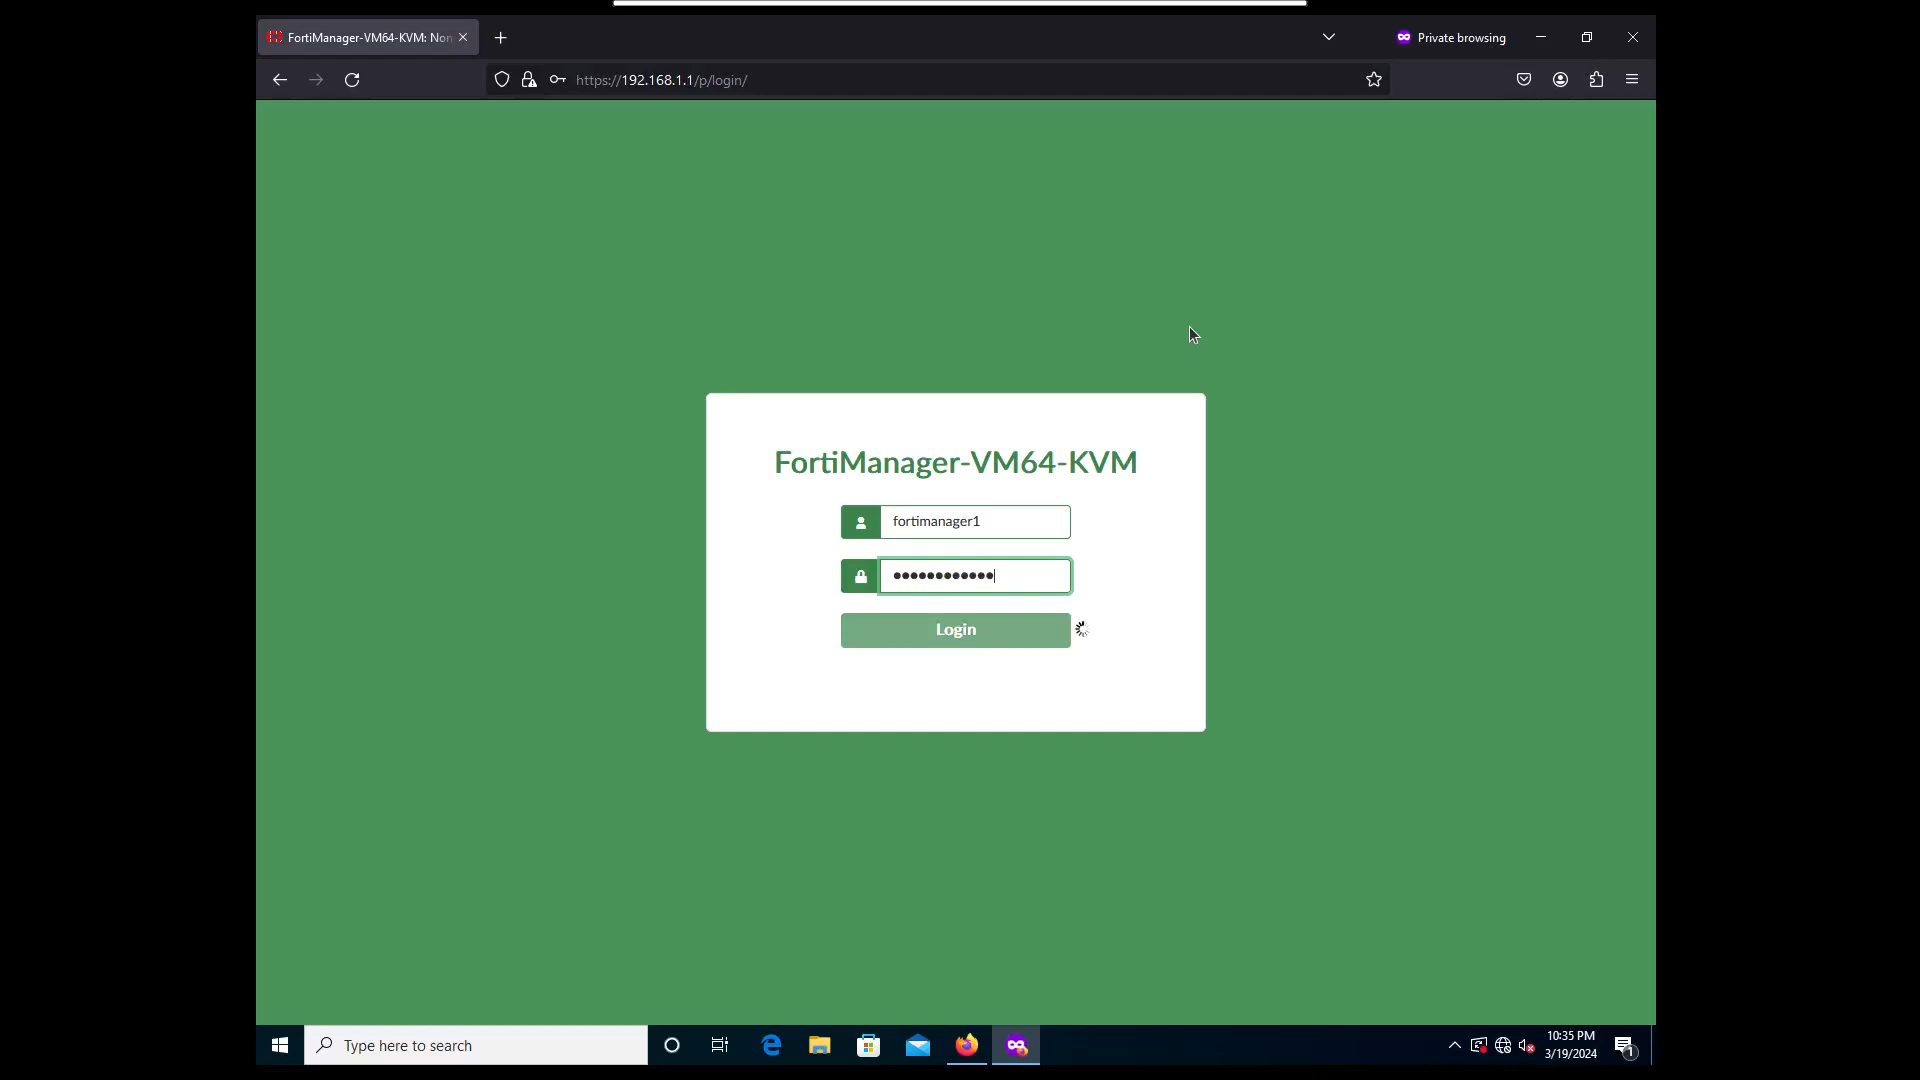 FortiManager-VM64-KVM: Non
Private browsing
https://192.168.1.1/p/login/
FortiManager-VM64-KVM
fortimanager1
●●●●●●●●●●●●
Login
Type here to search
10:35 PM
3/19/2024
1